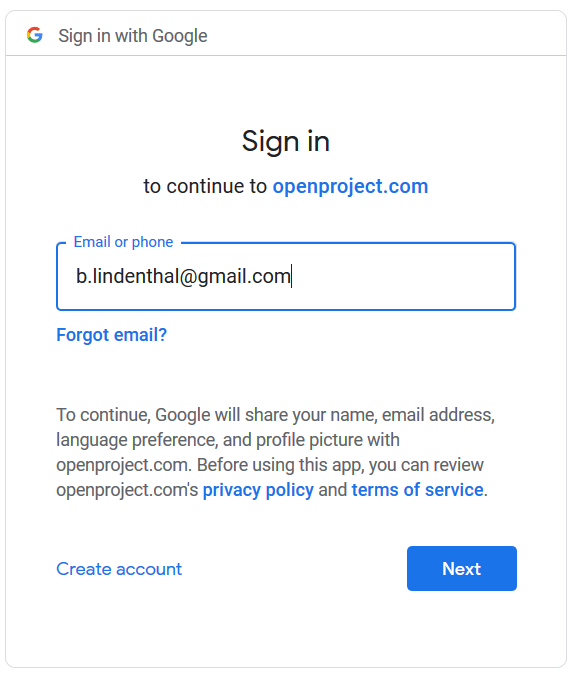 Sign in with Google
Sign in
to continue to openproject.com
Email or phone
b.lindenthal@gmail.com
Forgot email?
To continue, Google will share your name, email address,
language preference, and profile picture with
openproject.com. Before using this app, you can review
openproject.com's privacy policy and terms of service.
Create account
Next